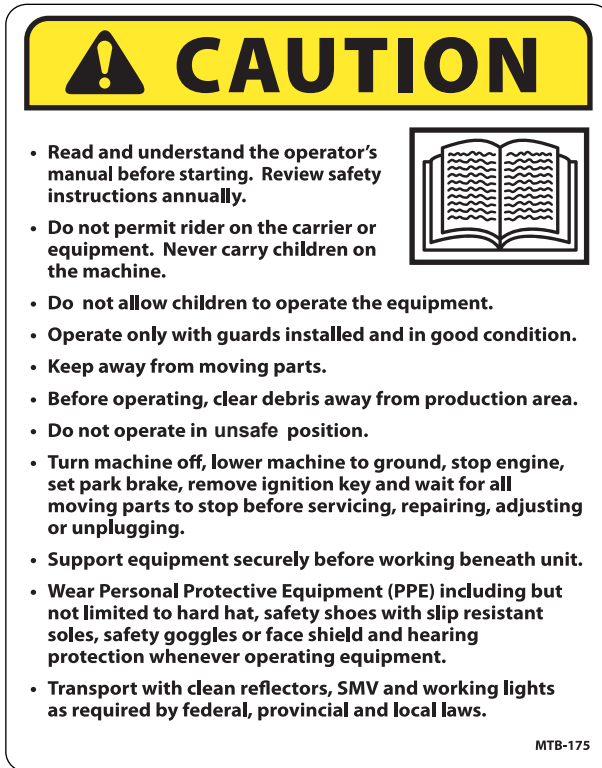 CAUTION
• Read and understand the operator's
manual before starting. Review safety
instructions annually.
• Do not permit rider on the carrier or
equipment. Never carry children on
the machine.
• Do not allow children to operate the equipment.
• Operate only with guards installed and in good condition.
• Keep away from moving parts.
• Before operating, clear debris away from production area.
• Do not operate in unsafe position.
• Turn machine off, lower machine to ground, stop engine,
set park brake, remove ignition key and wait for all
moving parts to stop before servicing, repairing, adjusting
or unplugging.
• Support equipment securely before working beneath unit.
• Wear Personal Protective Equipment (PPE) including but
not limited to hard hat, safety shoes with slip resistant
soles, safety goggles or face shield and hearing
protection whenever operating equipment.
• Transport with clean reflectors, SMV and working lights
as required by federal, provincial and local laws.
MTB-175